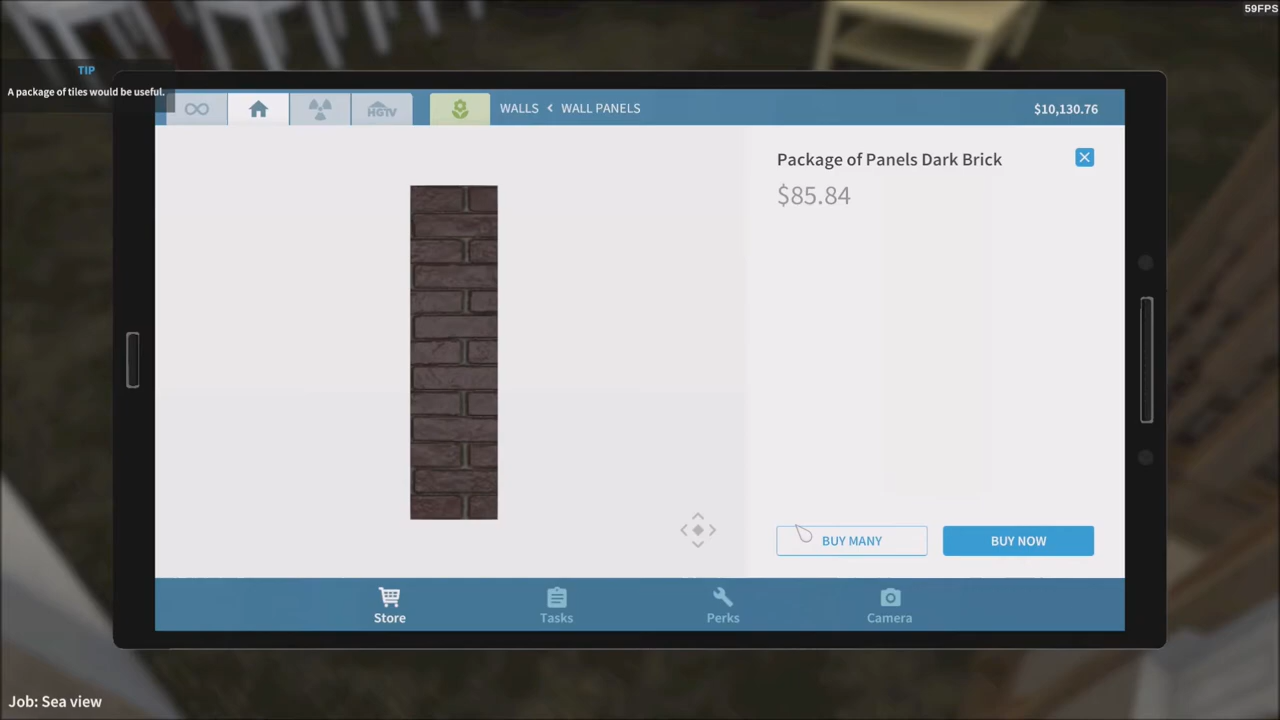 59FPS
TIP
A package of tiles would be useful.
HGTV
WALLS < WALL PANELS
$10,130.76
Package of Panels Dark Brick
$85.84
BUY MANY
BUY NOW
Store
Tasks
Perks
Camera
Job: Sea view